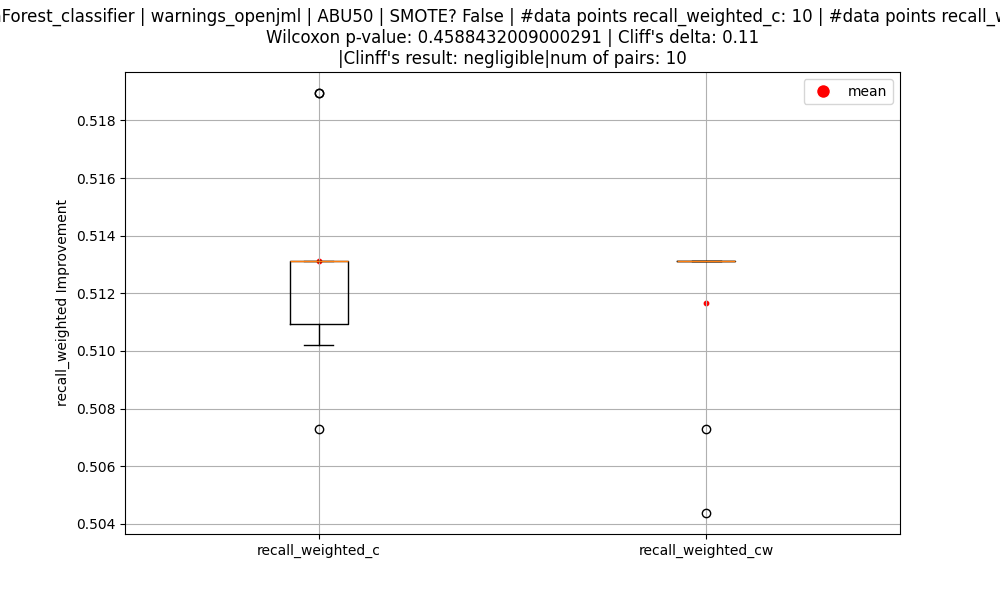 Forest_classifier | warnings_openjml | ABU50 | SMOTE? False | #data points recall_weighted_c: 10 | #data points
Wilcoxon p-value: 0.4588432009000291 | Cliff's delta: 0.11
|Clinff's result: negligible|num of pairs: 10
mean
0.518
0.516
0.514
0.512
0.510
0.508
0.506
0.504
recall_weighted Improvement
recall_weighted_c
recall_weighted_cw